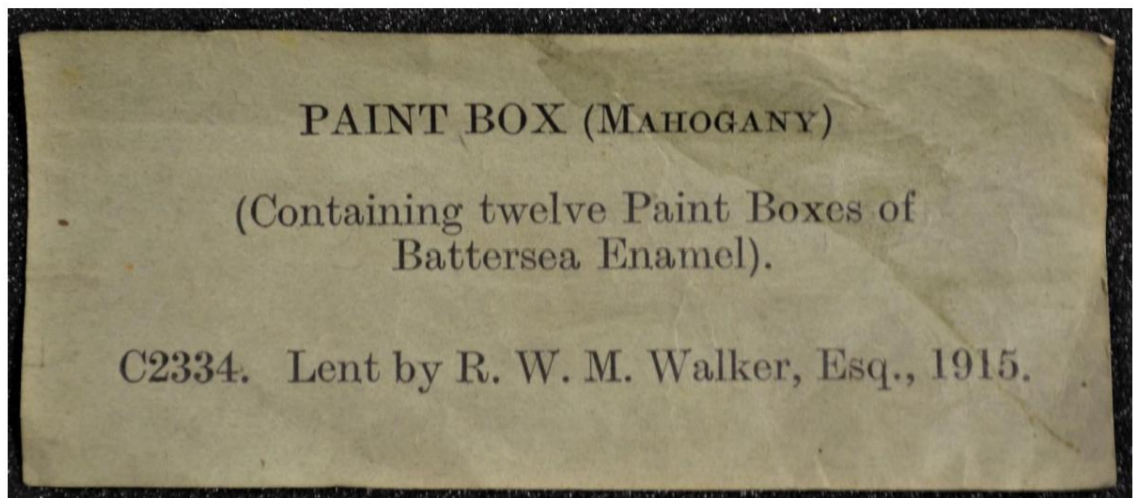 PAINT BOX (MAHOGANY)
(Containing twelve Paint Boxes of
Battersea Enamel).
C2334. Lent by R. W. M. Walker, Esq., 1915.